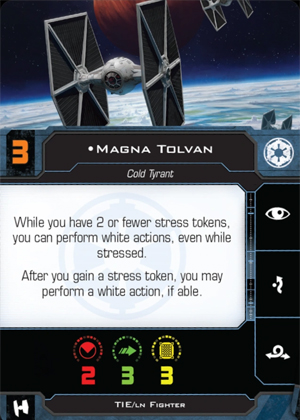 3
•Magna Tolvan
Cold Tyrant
While you have 2 or fewer stress tokens,
you can perform white actions, even while
stressed.
After you gain a stress token, you may
perform a white action, if able.
2 3 3
TIE/ln Fighter